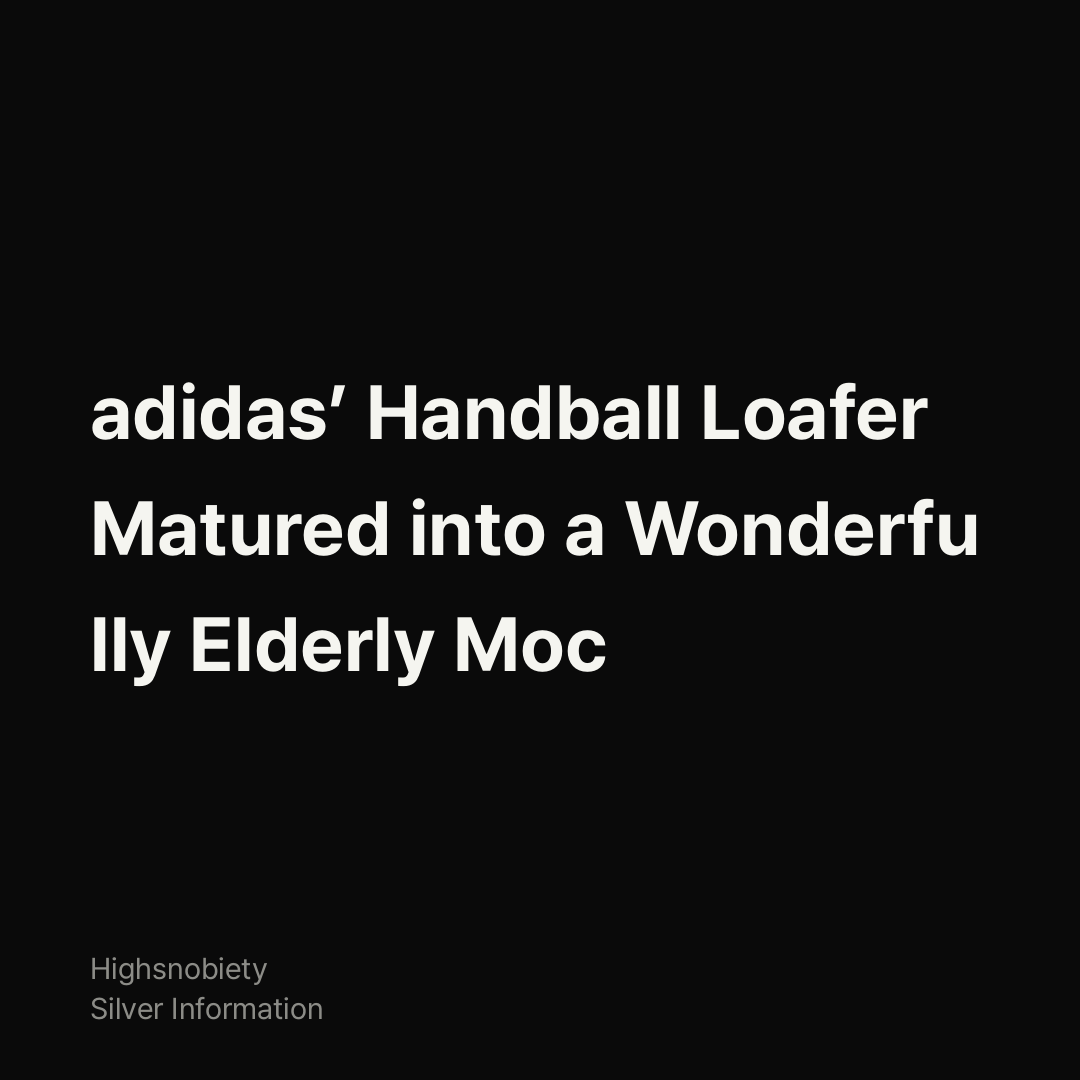 adidas’ Handball Loafer
Matured into a Wonderfu
lly Elderly Moc
Highsnobiety
Silver Information